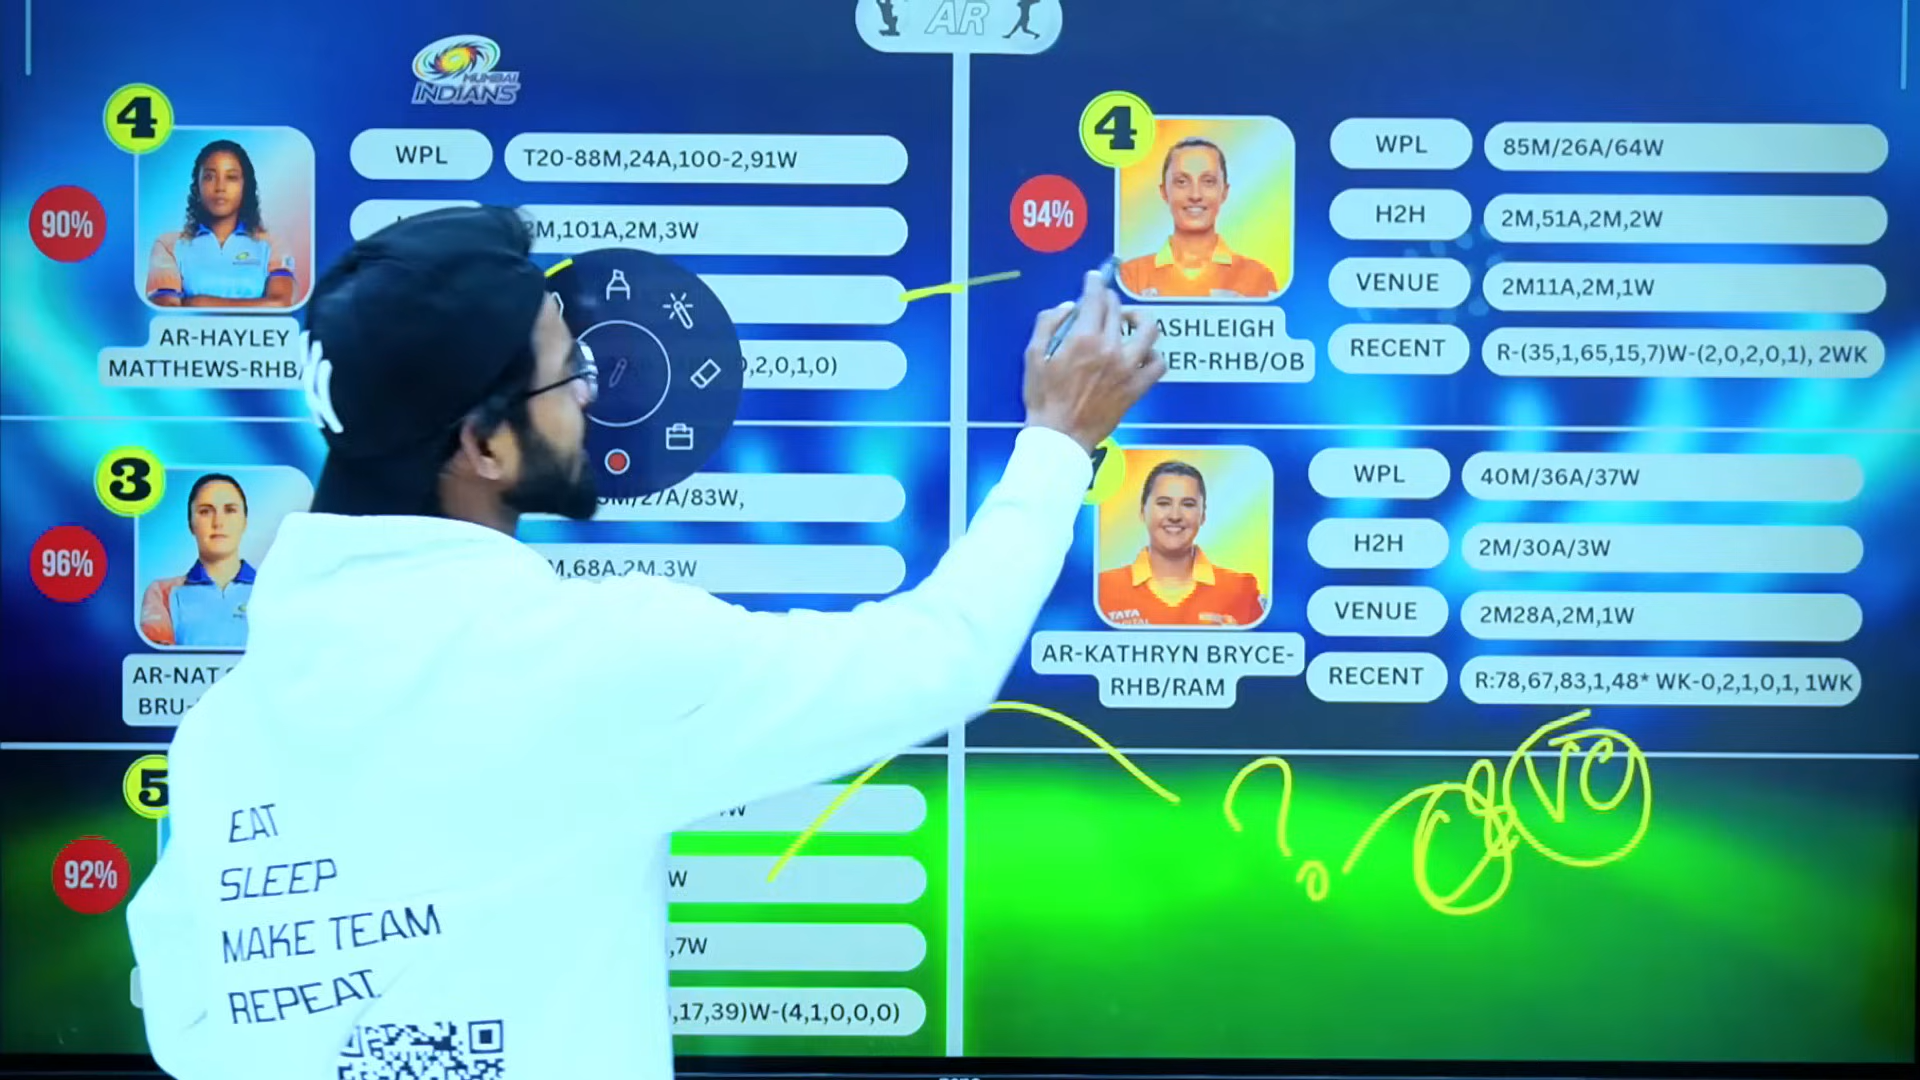 AR
MUMBAI
INDIANS
4
90%
WPL
T20-88M,24A,100-2,91W
2M,101A,2M,3W
,2,0,1,0)
AR-HAYLEY
MATTHEWS-RHB/
4
94%
WPL
85M/26A/64W
H2H
2M,51A,2M,2W
VENUE
2M11A,2M,1W
RECENT
R-(35,1,65,15,7)W-(2,0,2,0,1), 2WK
ASHLEIGH
ER-RHB/OB
3
96%
M/27A/83W,
M,68A,2M,3W
AR-NAT
BRU-
WPL
40M/36A/37W
H2H
2M/30A/3W
VENUE
2M28A,2M,1W
RECENT
R:78,67,83,1,48* WK-0,2,1,0,1, 1WK
TATA
AR-KATHRYN BRYCE-
RHB/RAM
5
92%
W
W
,7W
,17,39)W-(4,1,0,0,0)
? C & VC
EAT
SLEEP
MAKE TEAM
REPEAT.